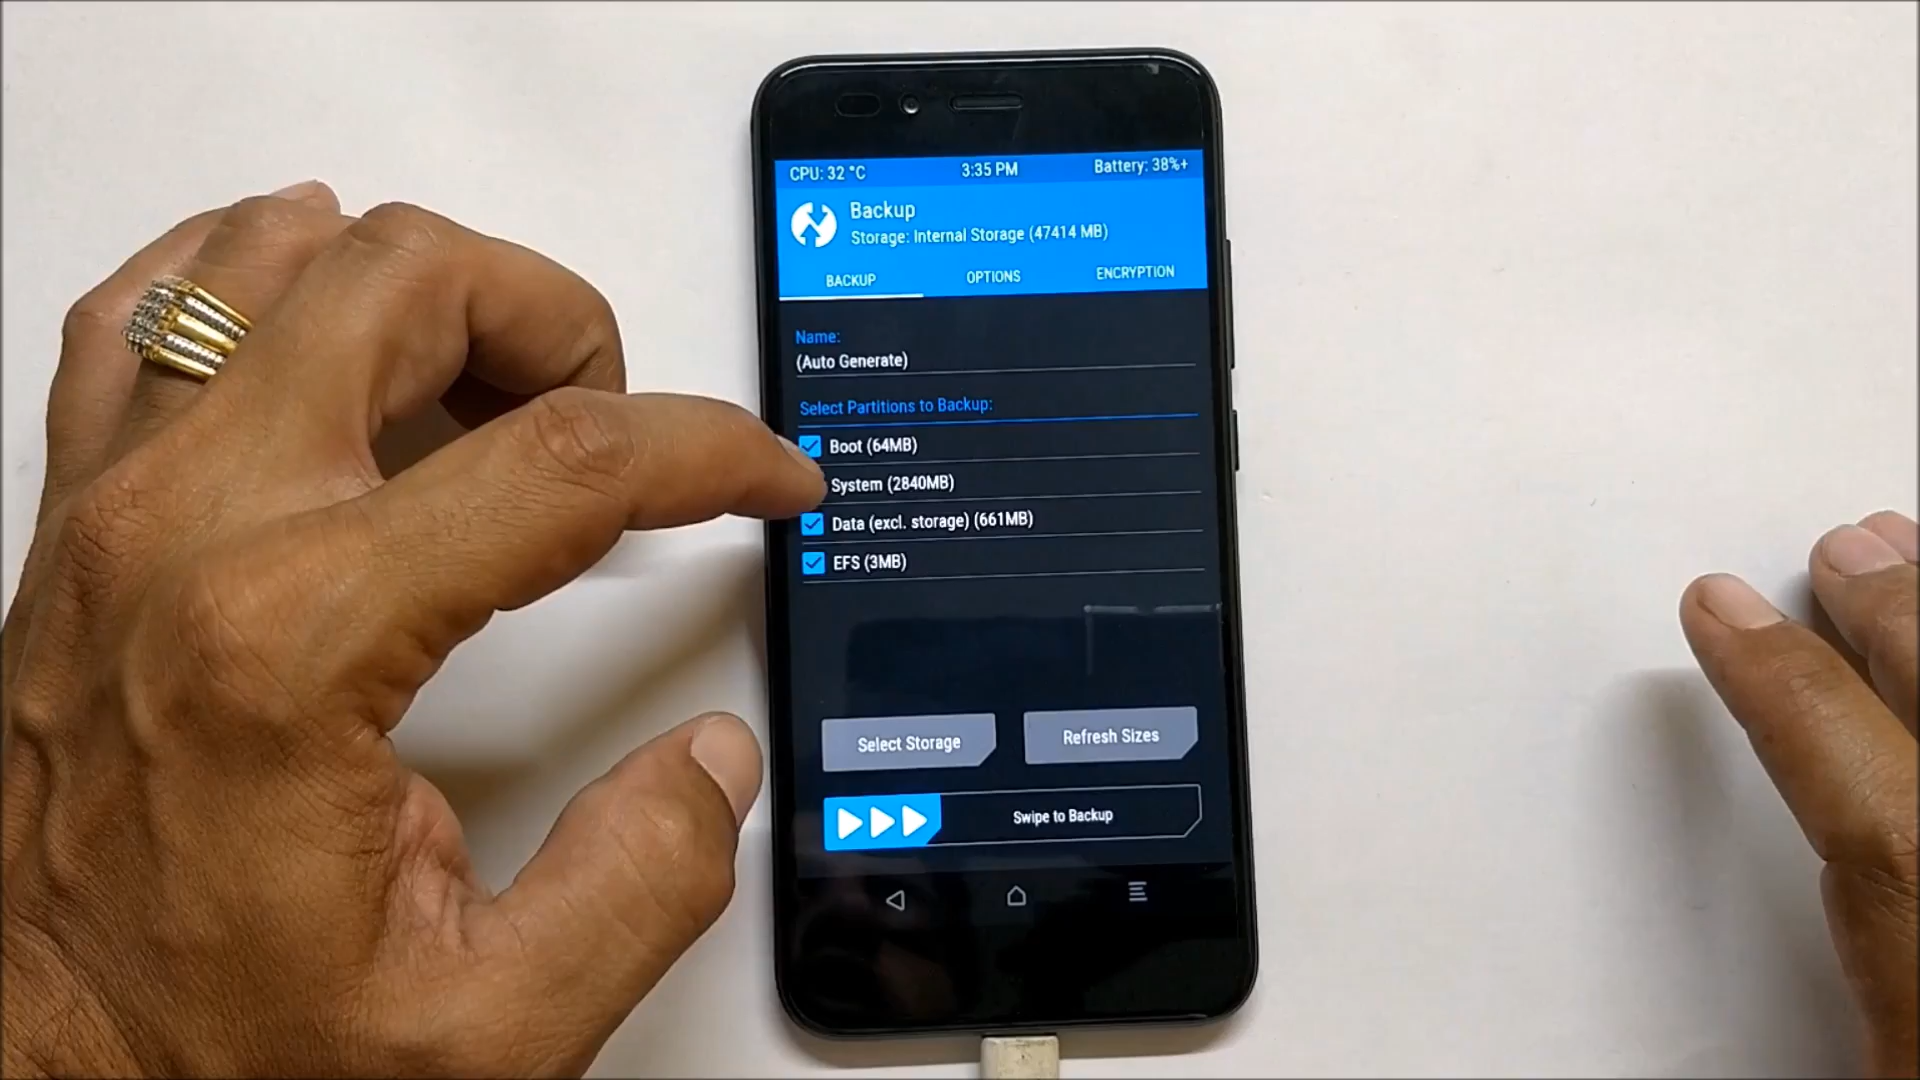 CPU: 32 °C 3:35 PM Battery: 38%+
Backup
Storage: Internal Storage (47414 MB)
BACKUP OPTIONS ENCRYPTION
Name:
(Auto Generate)
Select Partitions to Backup:
Boot (64MB)
System (2840MB)
Data (excl. storage) (661MB)
EFS (3MB)
Select Storage Refresh Sizes
Swipe to Backup